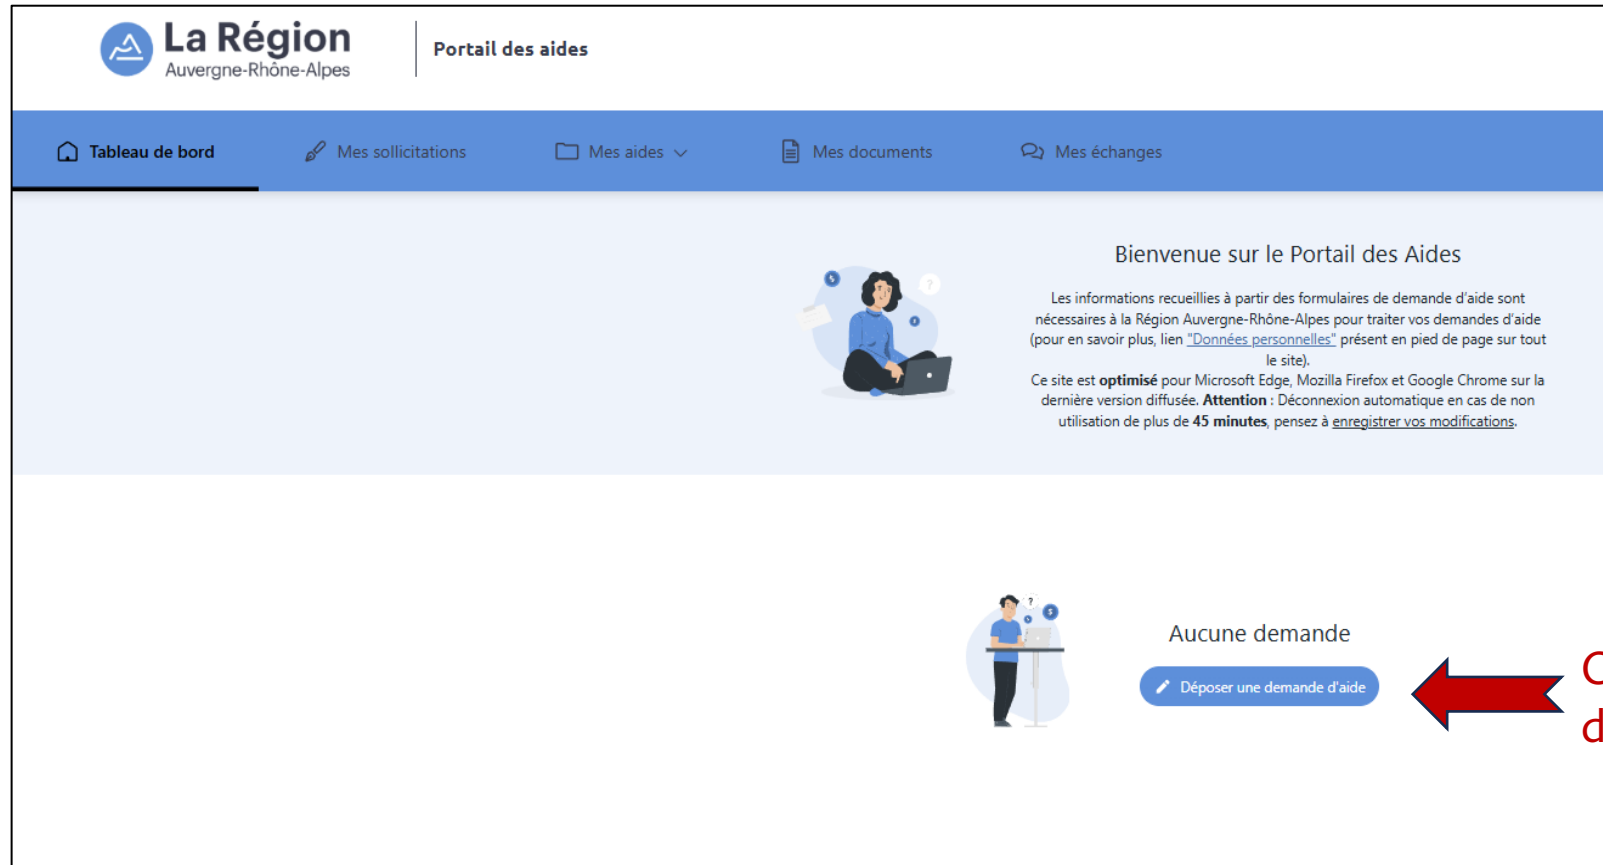 La Région
Auvergne-Rhône-Alpes
Portail des aides
Tableau de bord
Mes sollicitations
Mes aides
Mes documents
Mes échanges
Bienvenue sur le Portail des Aides
Les informations recueillies à partir des formulaires de demande d'aide sont
nécessaires à la Région Auvergne-Rhône-Alpes pour traiter vos demandes d'aide
(pour en savoir plus, lien "Données personnelles" présent en pied de page sur tout
le site).
Ce site est optimisé pour Microsoft Edge, Mozilla Firefox et Google Chrome sur la
dernière version diffusée. Attention : Déconnexion automatique en cas de non
utilisation de plus de 45 minutes, pensez à enregistrer vos modifications.
Aucune demande
Déposer une demande d'aide